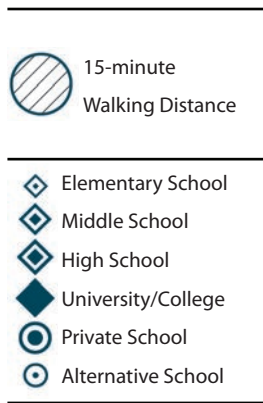 15-minute
Walking Distance
Elementary School
Middle School
High School
University/College
Private School
Alternative School